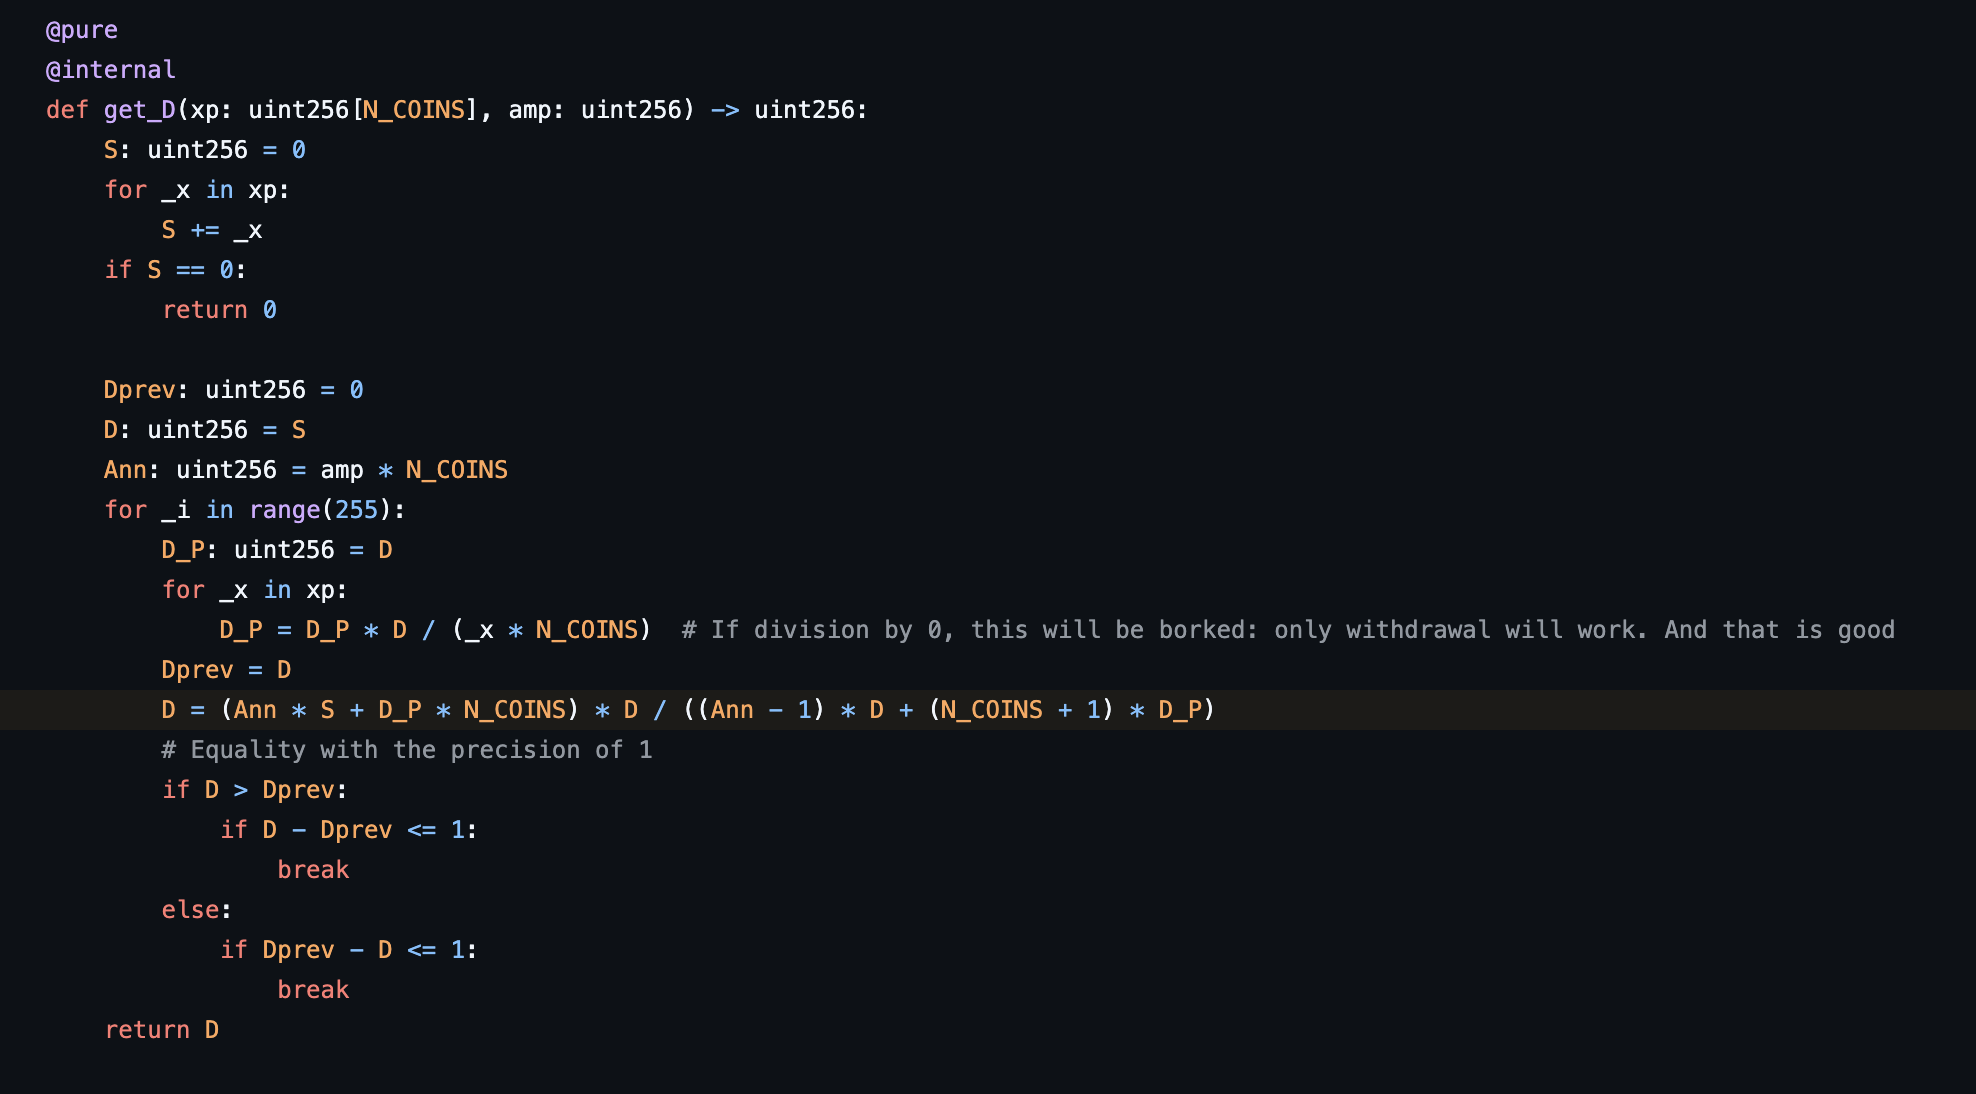 @pure
@internal
def get_D(xp: uint256[N_COINS], amp: uint256) -> uint256:
    S: uint256 = 0
    for _x in xp:
        S += _x
    if S == 0:
        return 0

    Dprev: uint256 = 0
    D: uint256 = S
    Ann: uint256 = amp * N_COINS
    for _i in range(255):
        D_P: uint256 = D
        for _x in xp:
            D_P = D_P * D / (_x * N_COINS)  # If division by 0, this will be borked: only withdrawal will work. And that is good
        Dprev = D
        D = (Ann * S + D_P * N_COINS) * D / ((Ann - 1) * D + (N_COINS + 1) * D_P)
        # Equality with the precision of 1
        if D > Dprev:
            if D - Dprev <= 1:
                break
        else:
            if Dprev - D <= 1:
                break
    return D